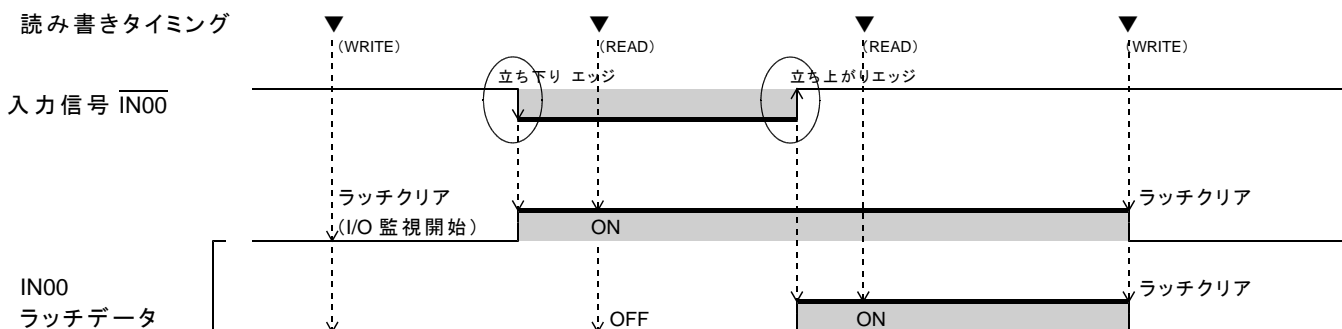 読み書きタイミング
(WRITE)
(READ)
(READ)
(WRITE)
立ち下り エッジ
立ち上がりエッジ
入力信号 IN00
ラッチクリア
(I/O 監視開始)
ON
ラッチクリア
IN00
ラッチデータ
OFF
ON
ラッチクリア